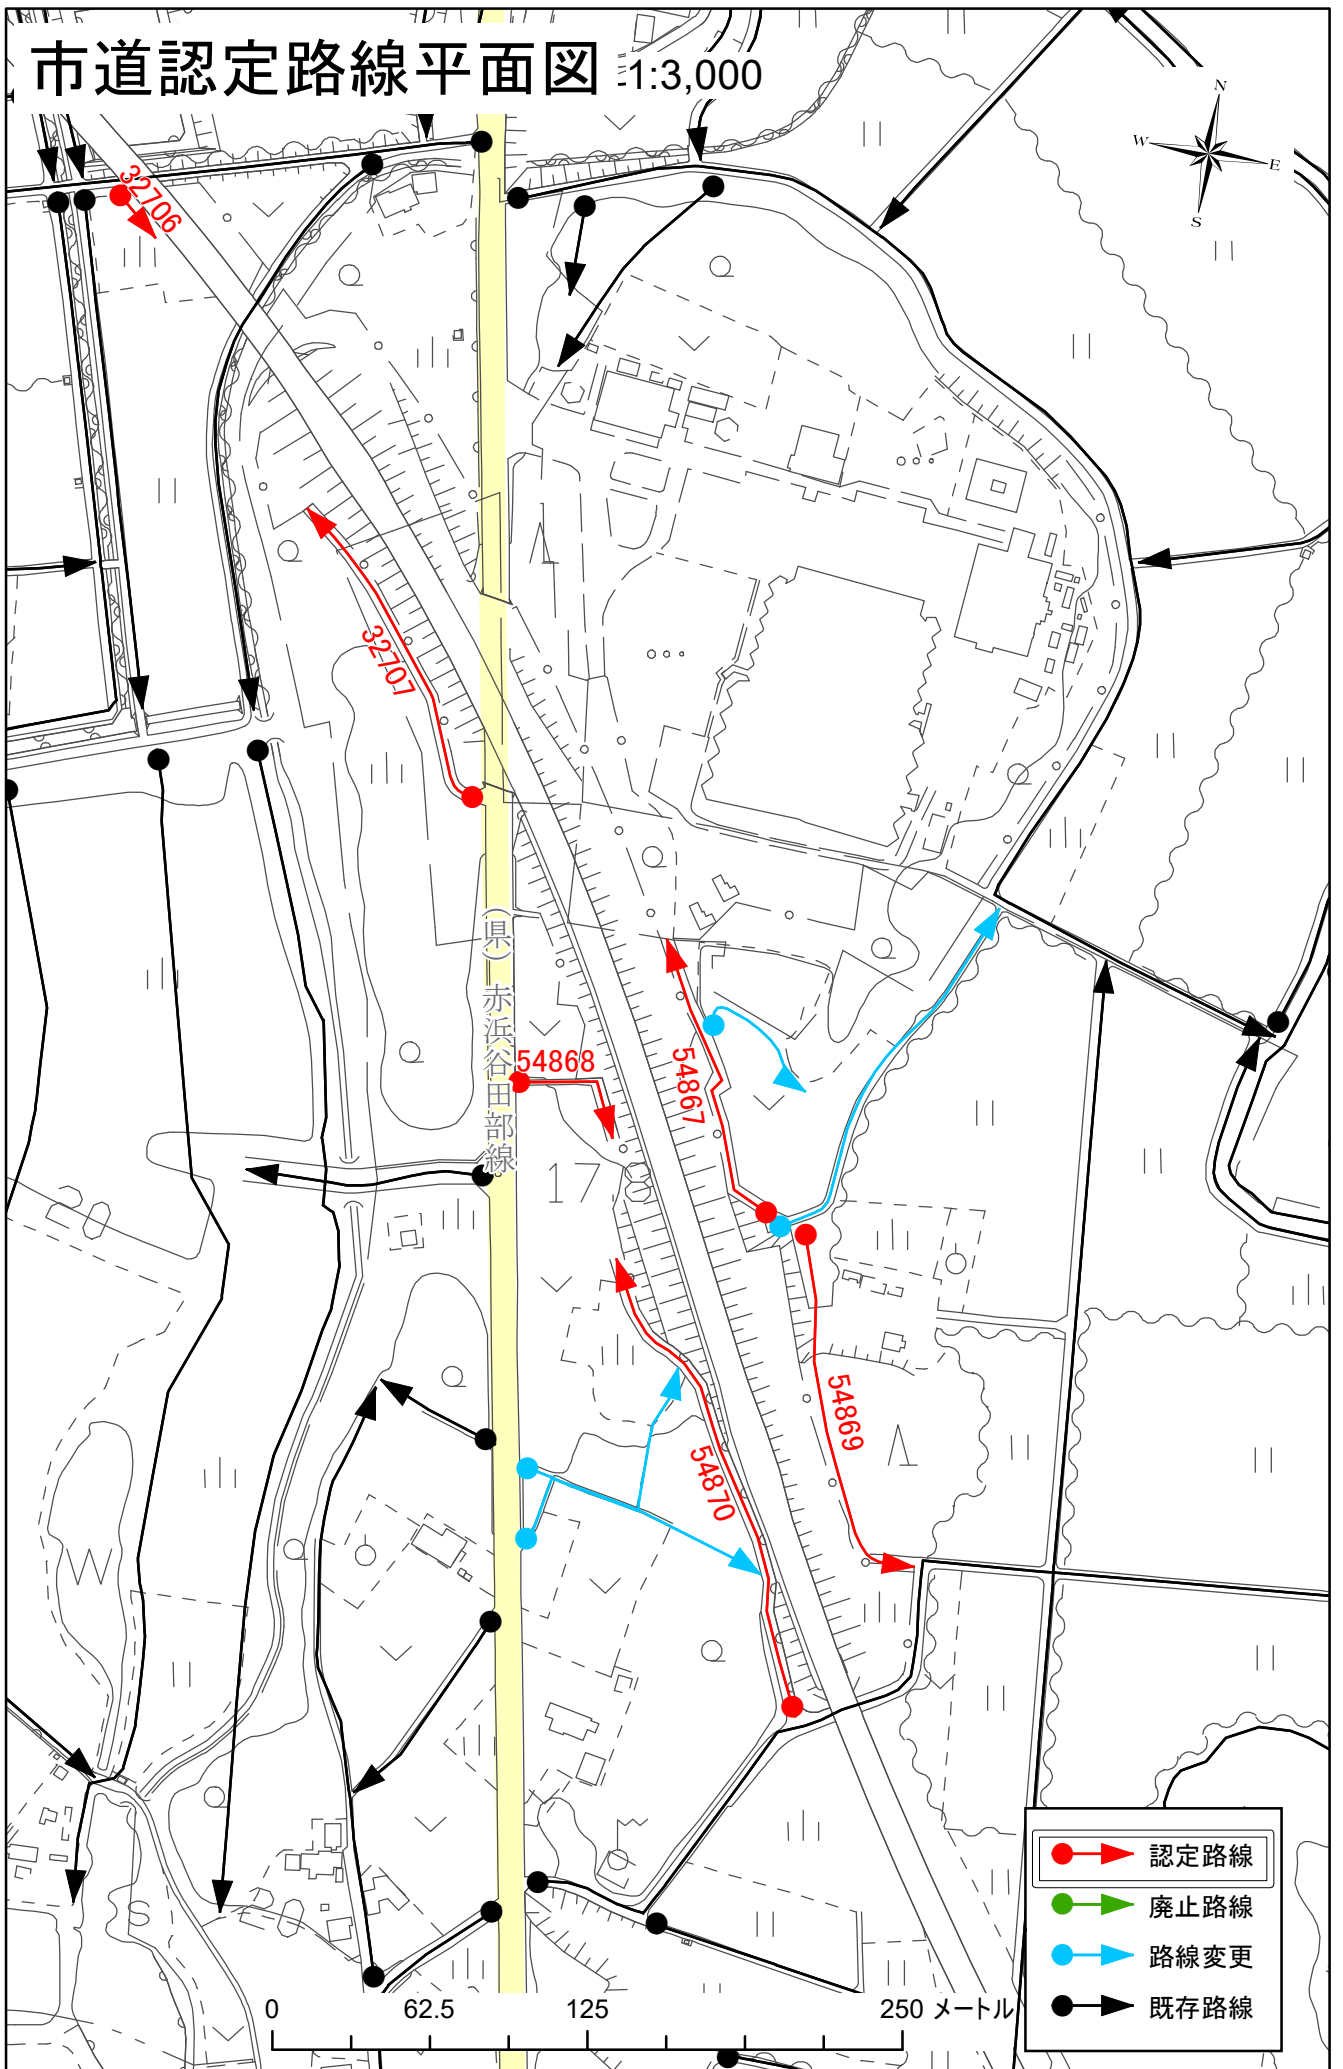 市道認定路線平面図 1:3,000
N
W
E
S
32706
32707
(県) 赤浜谷田部線
54868
54867
17
54869
54870
認定路線
廃止路線
路線変更
既存路線
0 62.5 125 250 メートル